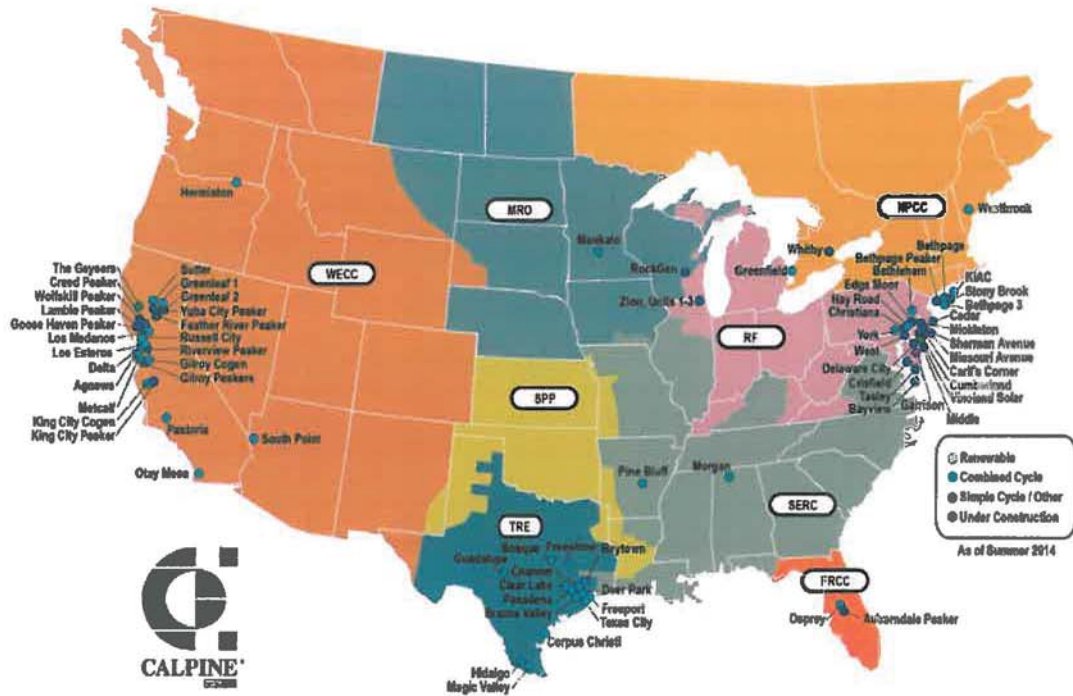 Hermiston
WECC
MRO
Mankato
RockGen
Zion, Units 1-3
Greenfield
Whitby
NPCC
Westbrook
Bethpage
Bethpage Peaker
Bethlehem
KIAC
Stony Brook
Bethpage 3
Edge Moor
Hay Road
Christiana
York
West
Delaware City
Crisfield
Tasley
Bayview
Garrison
Cedar
Mickleton
Sherman Avenue
Missouri Avenue
Carll's Corner
Cumberland
Vineland Solar
Middle
RF
The Geysers
Creed Peaker
Wolfskill Peaker
Lambie Peaker
Goose Haven Peaker
Los Medanos
Los Esteros
Delta
Agnews
Metcalf
King City Cogen
King City Peaker
Sutter
Greenleaf 1
Greenleaf 2
Yuba City Peaker
Feather River Peaker
Russell City
Riverview Peaker
Gilroy Cogen
Gilroy Peakers
Pastoria
South Point
Otay Mesa
SPP
Pine Bluff
Morgan
SERC
TRE
Bosque
Freestone
Baytown
Guadalupe
Channel
Clear Lake
Pasadena
Brazos Valley
Deer Park
Freeport
Texas City
Corpus Christi
Hidalgo
Magic Valley
FRCC
Osprey
Auburndale Peaker
Renewable
Combined Cycle
Simple Cycle / Other
Under Construction
As of Summer 2014
CALPINE